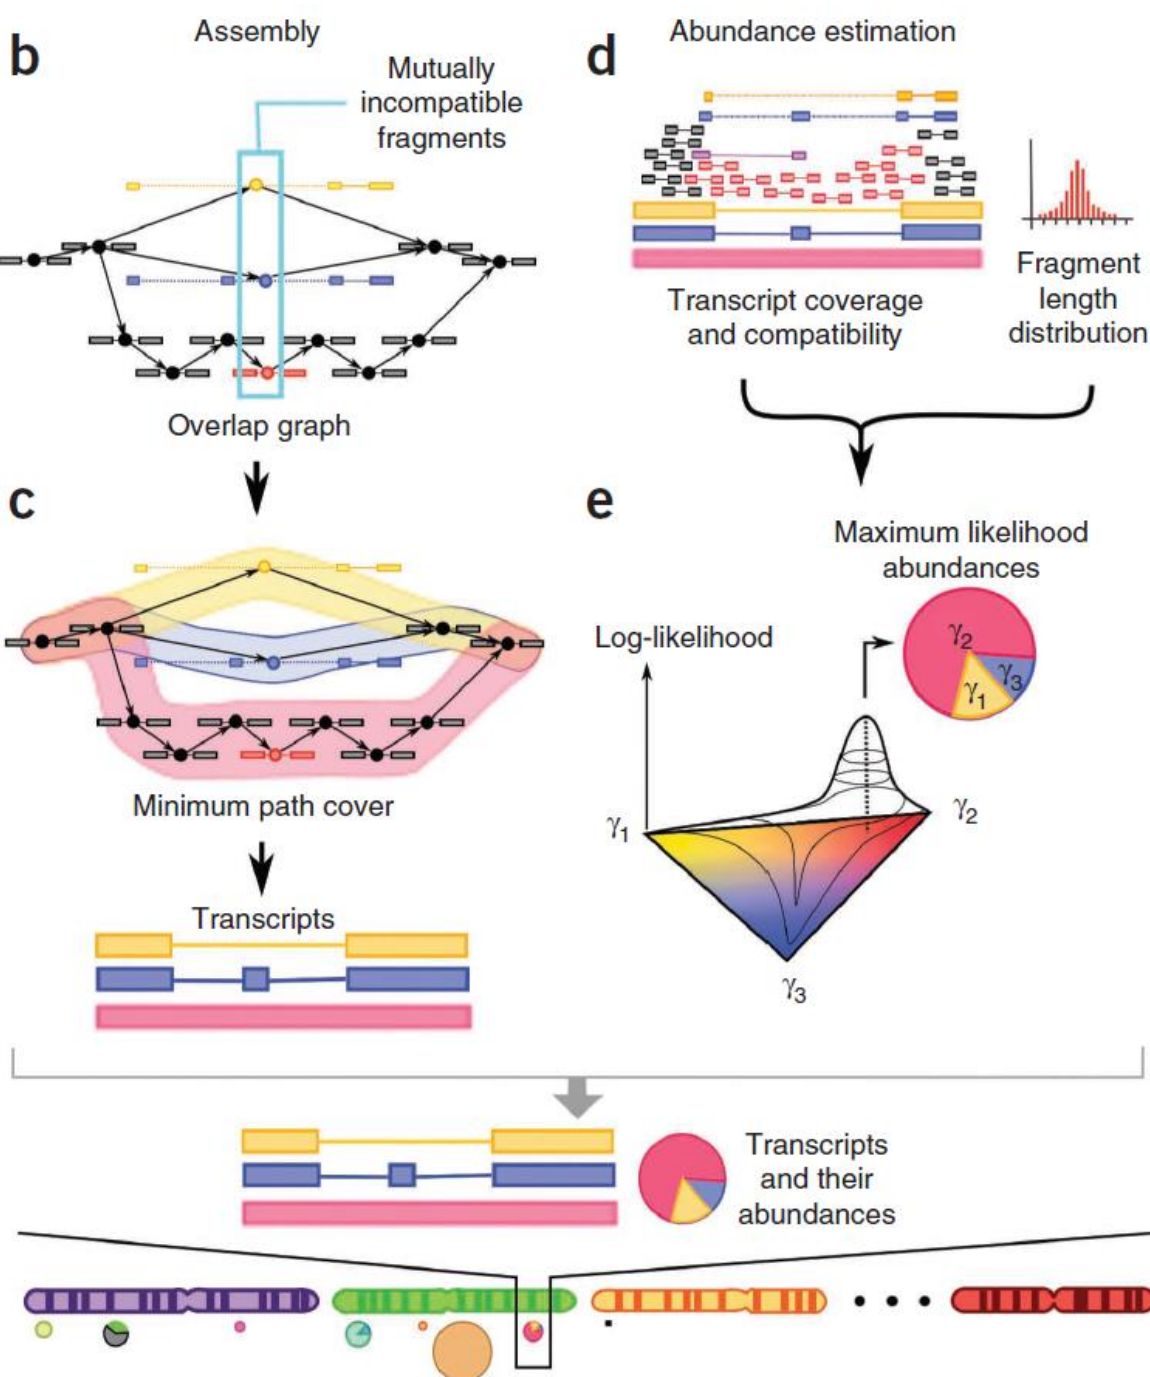 b
Assembly
Mutually
incompatible
fragments
Overlap graph
c
Minimum path cover
Transcripts
d
Abundance estimation
Transcript coverage
and compatibility
Fragment
length
distribution
e
Maximum likelihood
abundances
Log-likelihood
γ2
γ3
γ1
γ1
γ2
γ3
Transcripts
and their
abundances